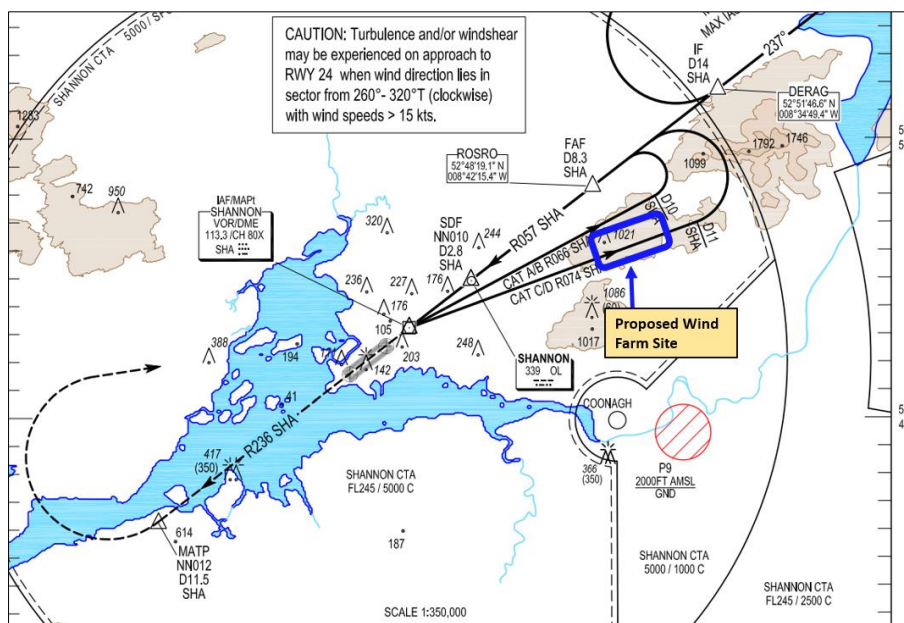 SHANNON CTA 5000 / SF
CAUTION: Turbulence and/or windshear
may be experienced on approach to
RWY 24 when wind direction lies in
sector from 260°- 320°T (clockwise)
with wind speeds > 15 kts.
MAX IAS
237°
IF
D14
SHA
DERAG
52°51'46.6" N
008°34'49.4" W
1283
742
950
ROSRO
52°48'19.1" N
008°42'15.4" W
FAF
D8.3
SHA
1099
1792
1746
5
IAF/MAPt
SHANNON
VOR/DME
113.3 /CH 80X
SHA
320
SDF
NN010
D2.8
SHA
244
R057 SHA
D10
SHA
D11
SHA
1021
CAT A/B R066 SHA
CAT C/D R074 SHA
236
227
176
176
105
1086
(60)
1017
Proposed Wind
Farm Site
388
194
171
142
203
248
SHANNON
339 OL
41
COONAGH
5
R236 SHA
417
(350)
366
(350)
P9
2000FT AMSL
GND
SHANNON CTA
FL245 / 5000 C
614
187
MATP
NN012
D11.5
SHA
SHANNON CTA
5000 / 1000 C
SHANNON CTA
FL245 / 2500 C
SCALE 1:350,000